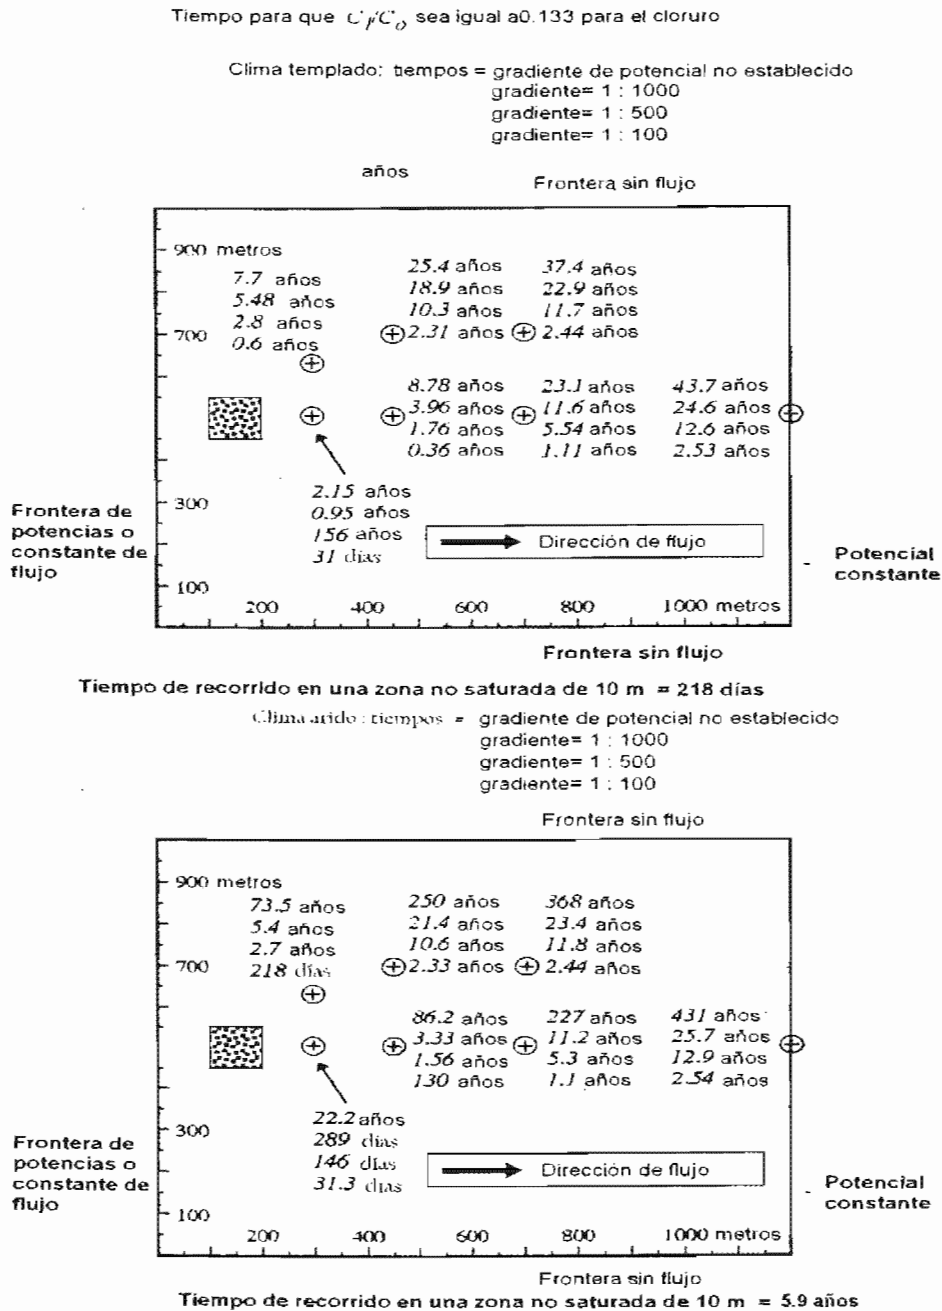 Tiempo para que C_f/C_o sea igual a0.133 para el cloruro
Clima templado: tiempos = gradiente de potencial no establecido
gradiente= 1 : 1000
gradiente= 1 : 500
gradiente= 1 : 100
años
Frontera sin flujo
900 metros
7.7 años
5.48 años
2.8 años
0.6 años
25.4 años
18.9 años
10.3 años
2.31 años
37.4 años
22.9 años
11.7 años
2.44 años
700
8.78 años
3.96 años
1.76 años
0.36 años
23.1 años
11.6 años
5.54 años
1.11 años
43.7 años
24.6 años
12.6 años
2.53 años
2.15 años
0.95 años
156 años
31 días
300
Frontera de
potencias o
constante de
flujo
Dirección de flujo
Potencial
constante
100
200 400 600 800 1000 metros
Frontera sin flujo
Tiempo de recorrido en una zona no saturada de 10 m = 218 días
Clima arido : tiempos = gradiente de potencial no establecido
gradiente= 1 : 1000
gradiente= 1 : 500
gradiente= 1 : 100
Frontera sin flujo
900 metros
73.5 años
5.4 años
2.7 años
218 días
250 años
21.4 años
10.6 años
2.33 años
368 años
23.4 años
11.8 años
2.44 años
700
86.2 años
3.33 años
1.56 años
130 años
227 años
11.2 años
5.3 años
1.1 años
431 años
25.7 años
12.9 años
2.54 años
22.2 años
289 días
146 días
31.3 días
300
Frontera de
potencias o
constante de
flujo
Dirección de flujo
Potencial
constante
100
200 400 600 800 1000 metros
Frontera sin flujo
Tiempo de recorrido en una zona no saturada de 10 m = 5.9 años